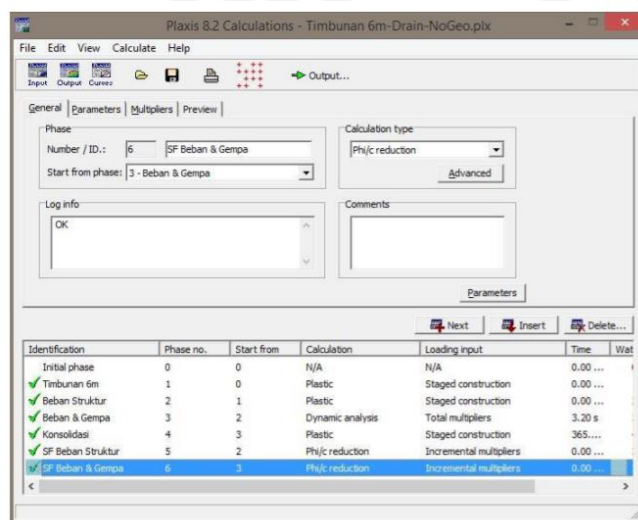 Plaxis 8.2 Calculations - Timbunan 6m-Drain-NoGeo.plx
File Edit View Calculate Help
Input Output Curves Output...
General Parameters Multipliers Preview
Phase
Number / ID.: 6 SF Beban & Gempa
Start from phase: 3 - Beban & Gempa
Calculation type
Phi/c reduction
Advanced
Log info
OK
Comments
Parameters
Next Insert Delete...
Identification Phase no. Start from Calculation Loading input Time Wat
Initial phase 0 0 N/A N/A 0.00 ...
Timbunan 6m 1 0 Plastic Staged construction 0.00 ...
Beban Struktur 2 1 Plastic Staged construction 0.00 ...
Beban & Gempa 3 2 Dynamic analysis Total multipliers 3.20 s
Konsolidasi 4 3 Plastic Staged construction 365....
SF Beban Struktur 5 2 Phi/c reduction Incremental multipliers 0.00 ...
SF Beban & Gempa 6 3 Phi/c reduction Incremental multipliers 0.00 ...